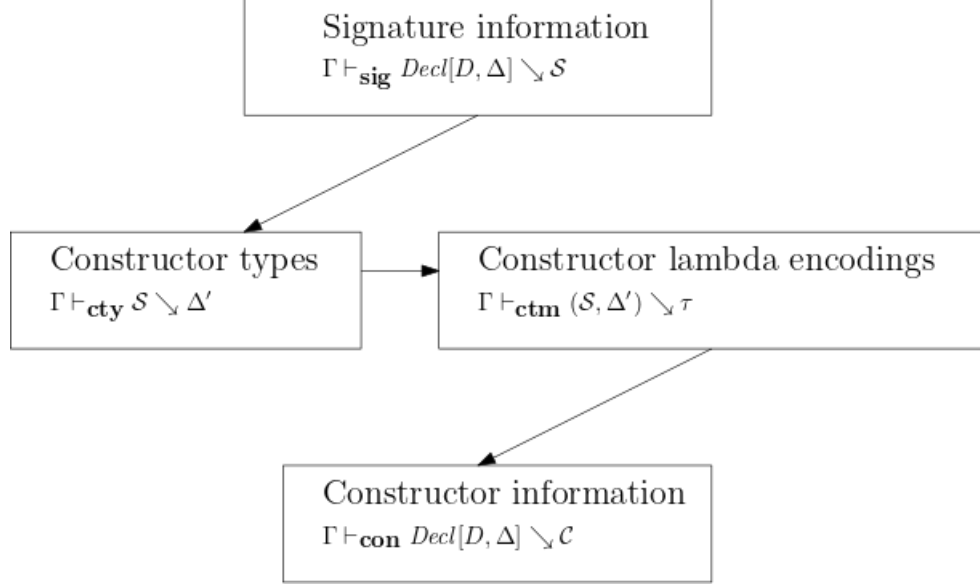 Signature information
Γ ⊢sig Decl[D, Δ] ↘ 𝒮
Constructor types
Γ ⊢cty 𝒮 ↘ Δ′
Constructor lambda encodings
Γ ⊢ctm (𝒮, Δ′) ↘ τ
Constructor information
Γ ⊢con Decl[D, Δ] ↘ 𝒞